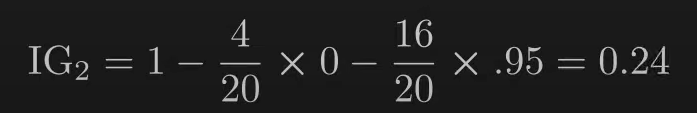 IG₂ = 1 − 4/20 × 0 − 16/20 × .95 = 0.24